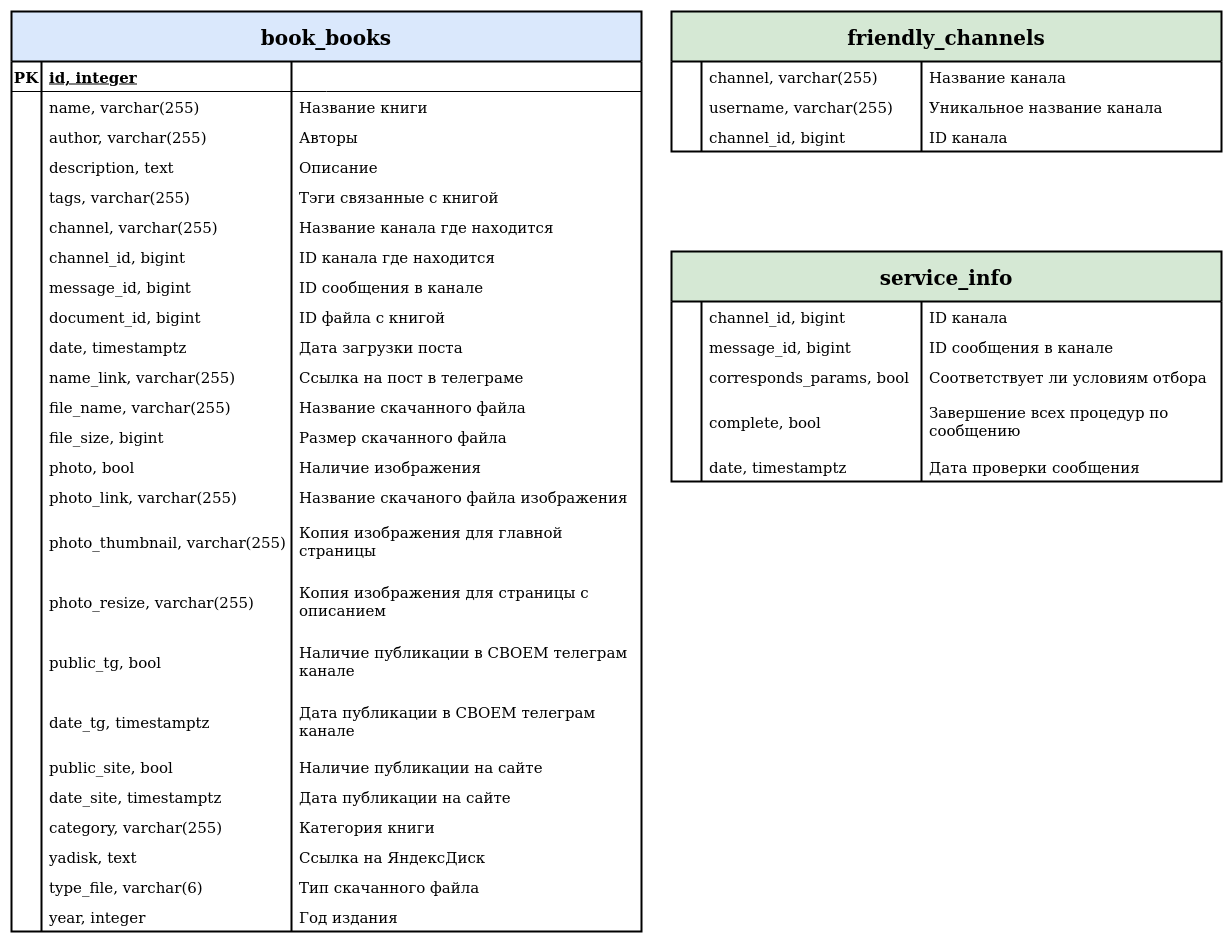 book_books
PK id, integer
name, varchar(255) Название книги
author, varchar(255) Авторы
description, text Описание
tags, varchar(255) Тэги связанные с книгой
channel, varchar(255) Название канала где находится
channel_id, bigint ID канала где находится
message_id, bigint ID сообщения в канале
document_id, bigint ID файла с книгой
date, timestamptz Дата загрузки поста
name_link, varchar(255) Ссылка на пост в телеграме
file_name, varchar(255) Название скачанного файла
file_size, bigint Размер скачанного файла
photo, bool Наличие изображения
photo_link, varchar(255) Название скачаного файла изображения
photo_thumbnail, varchar(255) Копия изображения для главной
страницы
photo_resize, varchar(255) Копия изображения для страницы с
описанием
public_tg, bool Наличие публикации в СВОЕМ телеграм
канале
date_tg, timestamptz Дата публикации в СВОЕМ телеграм
канале
public_site, bool Наличие публикации на сайте
date_site, timestamptz Дата публикации на сайте
category, varchar(255) Категория книги
yadisk, text Ссылка на ЯндексДиск
type_file, varchar(6) Тип скачанного файла
year, integer Год издания
friendly_channels
channel, varchar(255) Название канала
username, varchar(255) Уникальное название канала
channel_id, bigint ID канала
service_info
channel_id, bigint ID канала
message_id, bigint ID сообщения в канале
corresponds_params, bool Соответствует ли условиям отбора
complete, bool Завершение всех процедур по
сообщению
date, timestamptz Дата проверки сообщения